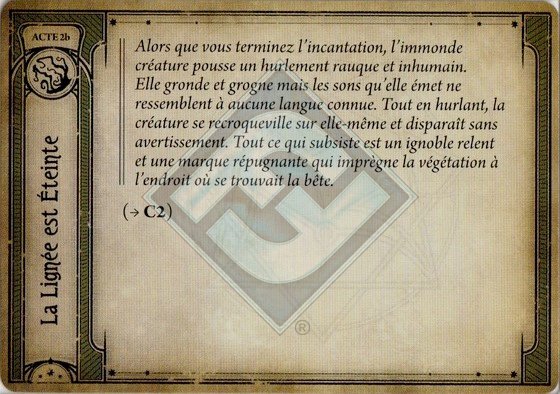 ACTE 2b
La Lignée est Éteinte
Alors que vous terminez l'incantation, l'immonde
créature pousse un hurlement rauque et inhumain.
Elle gronde et grogne mais les sons qu'elle émet ne
ressemblent à aucune langue connue. Tout en hurlant, la
créature se recroqueville sur elle-même et disparaît sans
avertissement. Tout ce qui subsiste est un ignoble relent
et une marque répugnante qui imprègne la végétation à
l'endroit où se trouvait la bête.
(→ C2)
®